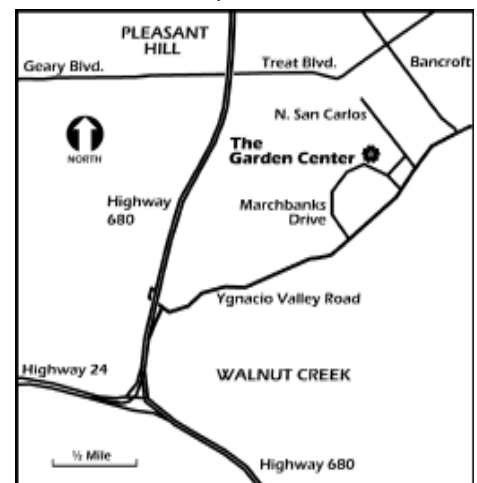 PLEASANT
HILL
Geary Blvd.
Treat Blvd.
Bancroft
N. San Carlos
NORTH
The
Garden Center
Highway
680
Marchbanks
Drive
Ygnacio Valley Road
Highway 24
WALNUT CREEK
½ Mile
Highway 680